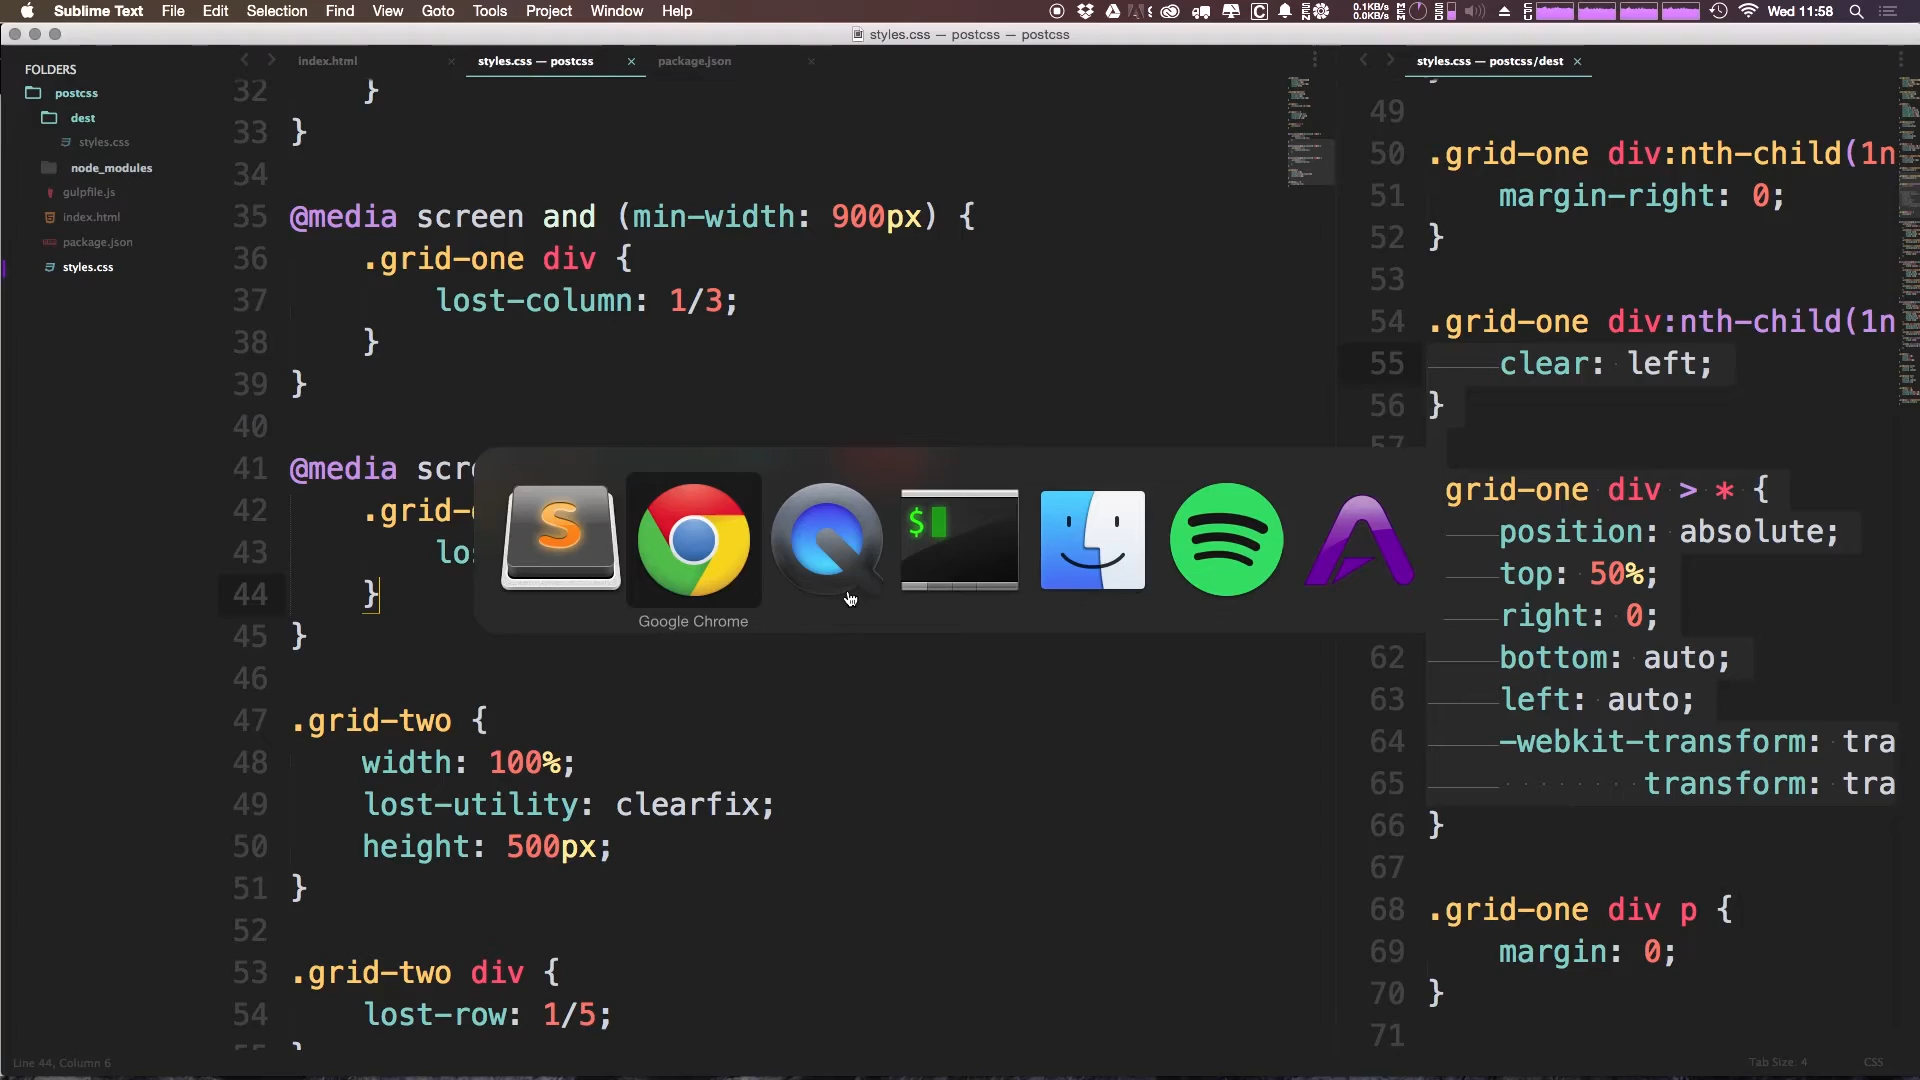 Sublime Text File Edit Selection Find View Goto Tools Project Window Help
0.1KB/s
0.0KB/s
Wed 11:58
styles.css — postcss — postcss
FOLDERS
postcss
dest
styles.css
node_modules
gulpfile.js
index.html
package.json
styles.css
index.html
styles.css — postcss
package.json
32 }
33 }
34
35 @media screen and (min-width: 900px) {
36 .grid-one div {
37 lost-column: 1/3;
38 }
39 }
40
41 @media scre
42 .grid-o
43 los
44 }
45 }
46
47 .grid-two {
48 width: 100%;
49 lost-utility: clearfix;
50 height: 500px;
51 }
52
53 .grid-two div {
54 lost-row: 1/5;
Google Chrome
styles.css — postcss/dest
49
50 .grid-one div:nth-child(1n
51 margin-right: 0;
52 }
53
54 .grid-one div:nth-child(1n
55 clear: left;
56 }
57
grid-one div > * {
position: absolute;
top: 50%;
right: 0;
62 bottom: auto;
63 left: auto;
64 -webkit-transform: tra
65 transform: tra
66 }
67
68 .grid-one div p {
69 margin: 0;
70 }
71
Line 44, Column 6
Tab Size: 4
CSS